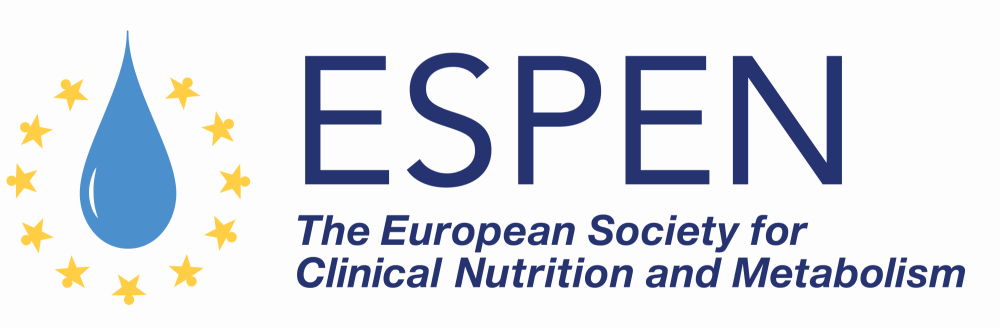 ESPEN
The European Society for
Clinical Nutrition and Metabolism